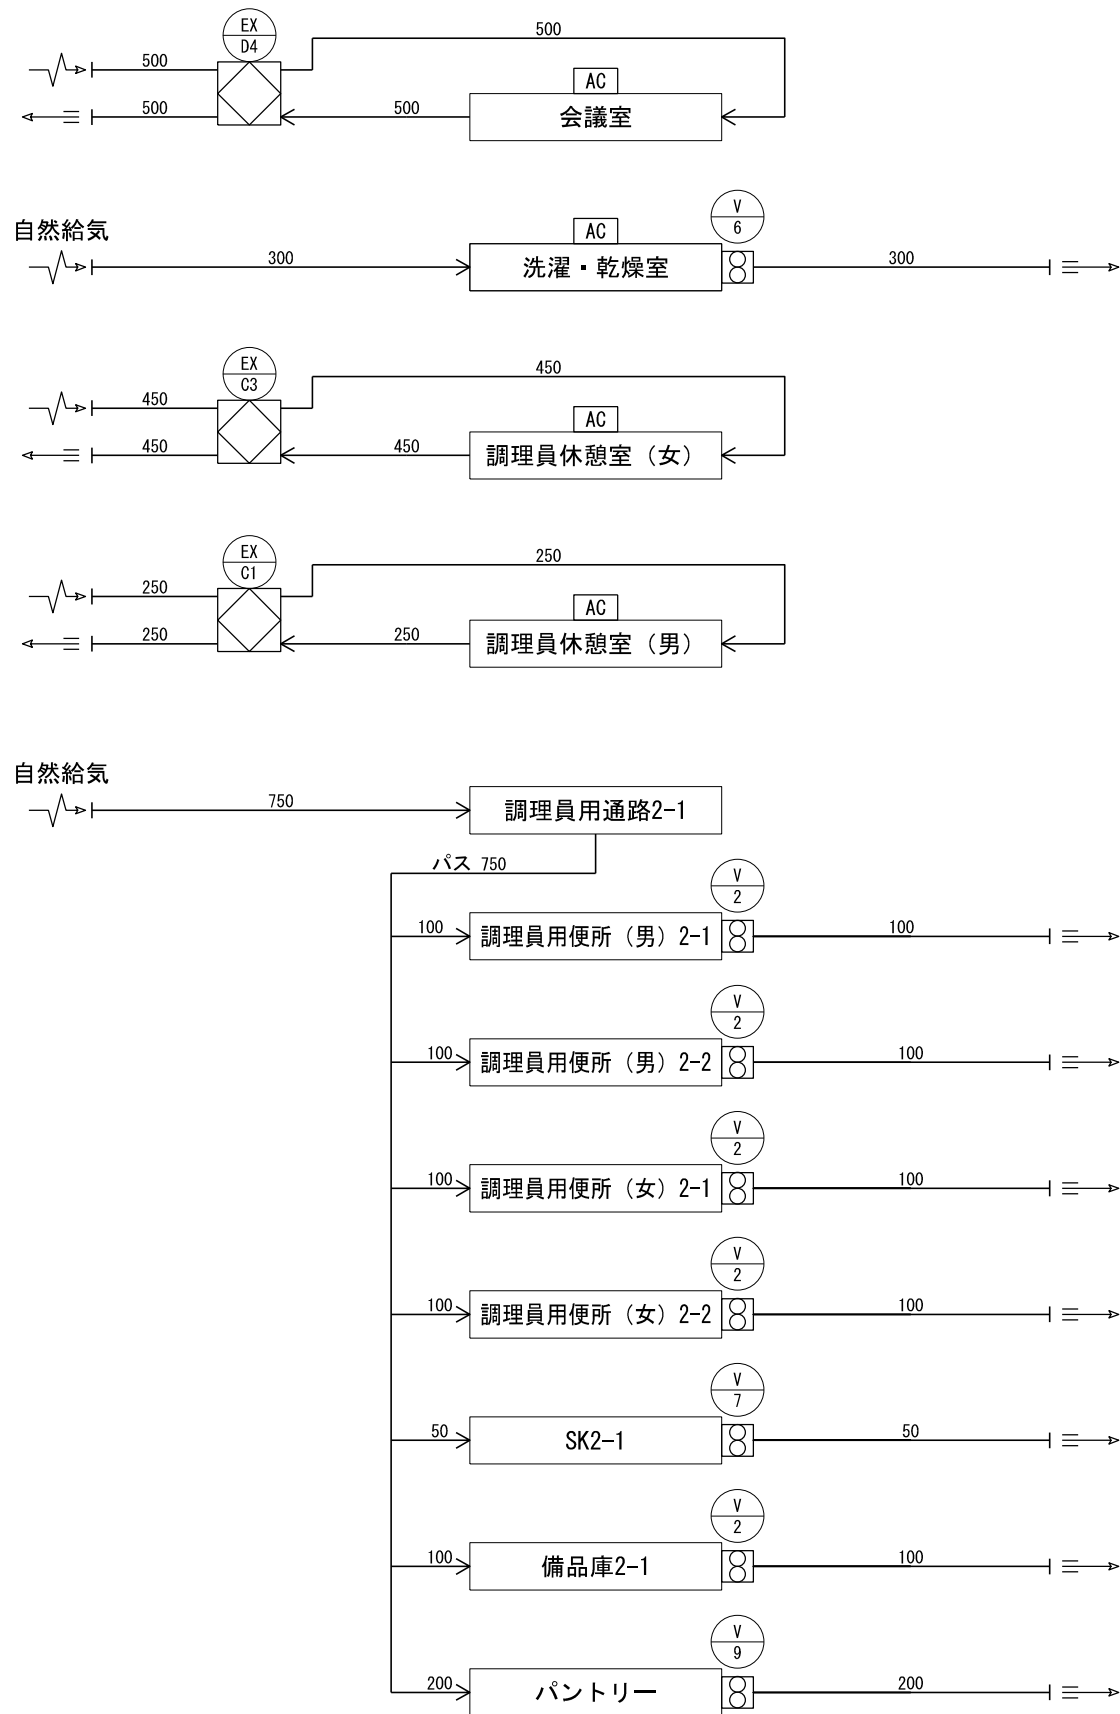 EX
D4
500
500
AC
500
500
会議室
V
6
自然給気
AC
300
洗濯・乾燥室
300
EX
C3
450
450
AC
450
450
調理員休憩室（女）
EX
C1
250
250
AC
250
250
調理員休憩室（男）
自然給気
750
調理員用通路2-1
パス 750
V
2
100
調理員用便所（男）2-1
100
V
2
100
調理員用便所（男）2-2
100
V
2
100
調理員用便所（女）2-1
100
V
2
100
調理員用便所（女）2-2
100
V
7
50
SK2-1
50
V
2
100
備品庫2-1
100
V
9
200
パントリー
200